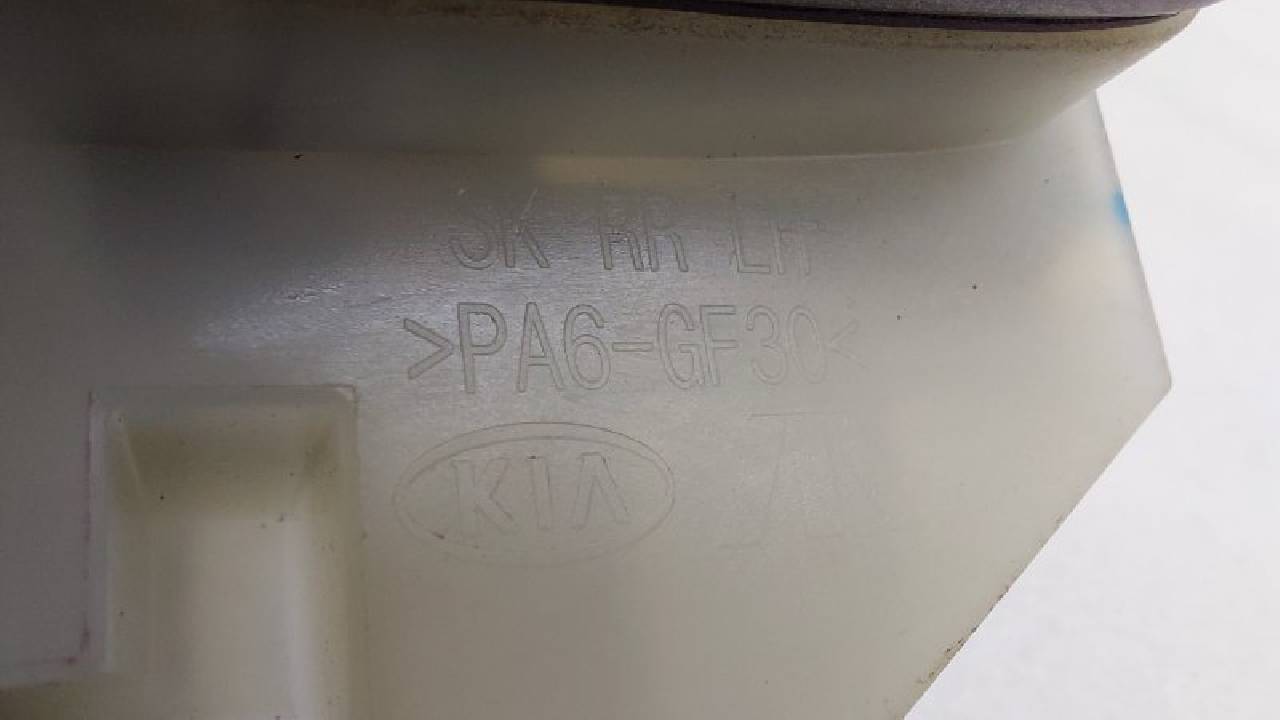 SK RR LH
>PA6-GF30<
KIA